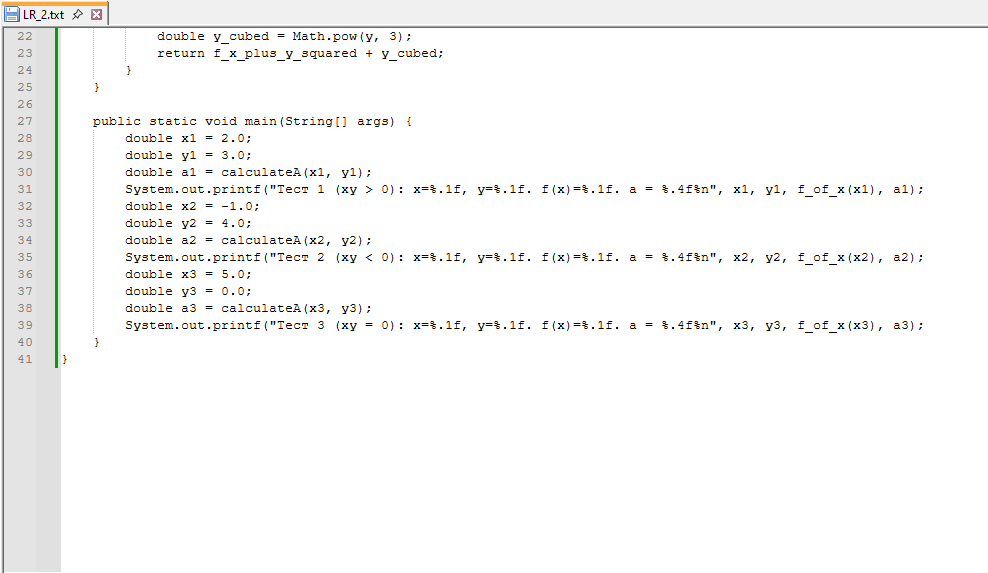 LR_2.txt
22 double y_cubed = Math.pow(y, 3);
23 return f_x_plus_y_squared + y_cubed;
24 }
25 }
26
27 public static void main(String[] args) {
28 double x1 = 2.0;
29 double y1 = 3.0;
30 double a1 = calculateA(x1, y1);
31 System.out.printf("Тест 1 (xy > 0): x=%.1f, y=%.1f. f(x)=%.1f. a = %.4f%n", x1, y1, f_of_x(x1), a1);
32 double x2 = -1.0;
33 double y2 = 4.0;
34 double a2 = calculateA(x2, y2);
35 System.out.printf("Тест 2 (xy < 0): x=%.1f, y=%.1f. f(x)=%.1f. a = %.4f%n", x2, y2, f_of_x(x2), a2);
36 double x3 = 5.0;
37 double y3 = 0.0;
38 double a3 = calculateA(x3, y3);
39 System.out.printf("Тест 3 (xy = 0): x=%.1f, y=%.1f. f(x)=%.1f. a = %.4f%n", x3, y3, f_of_x(x3), a3);
40 }
41 }